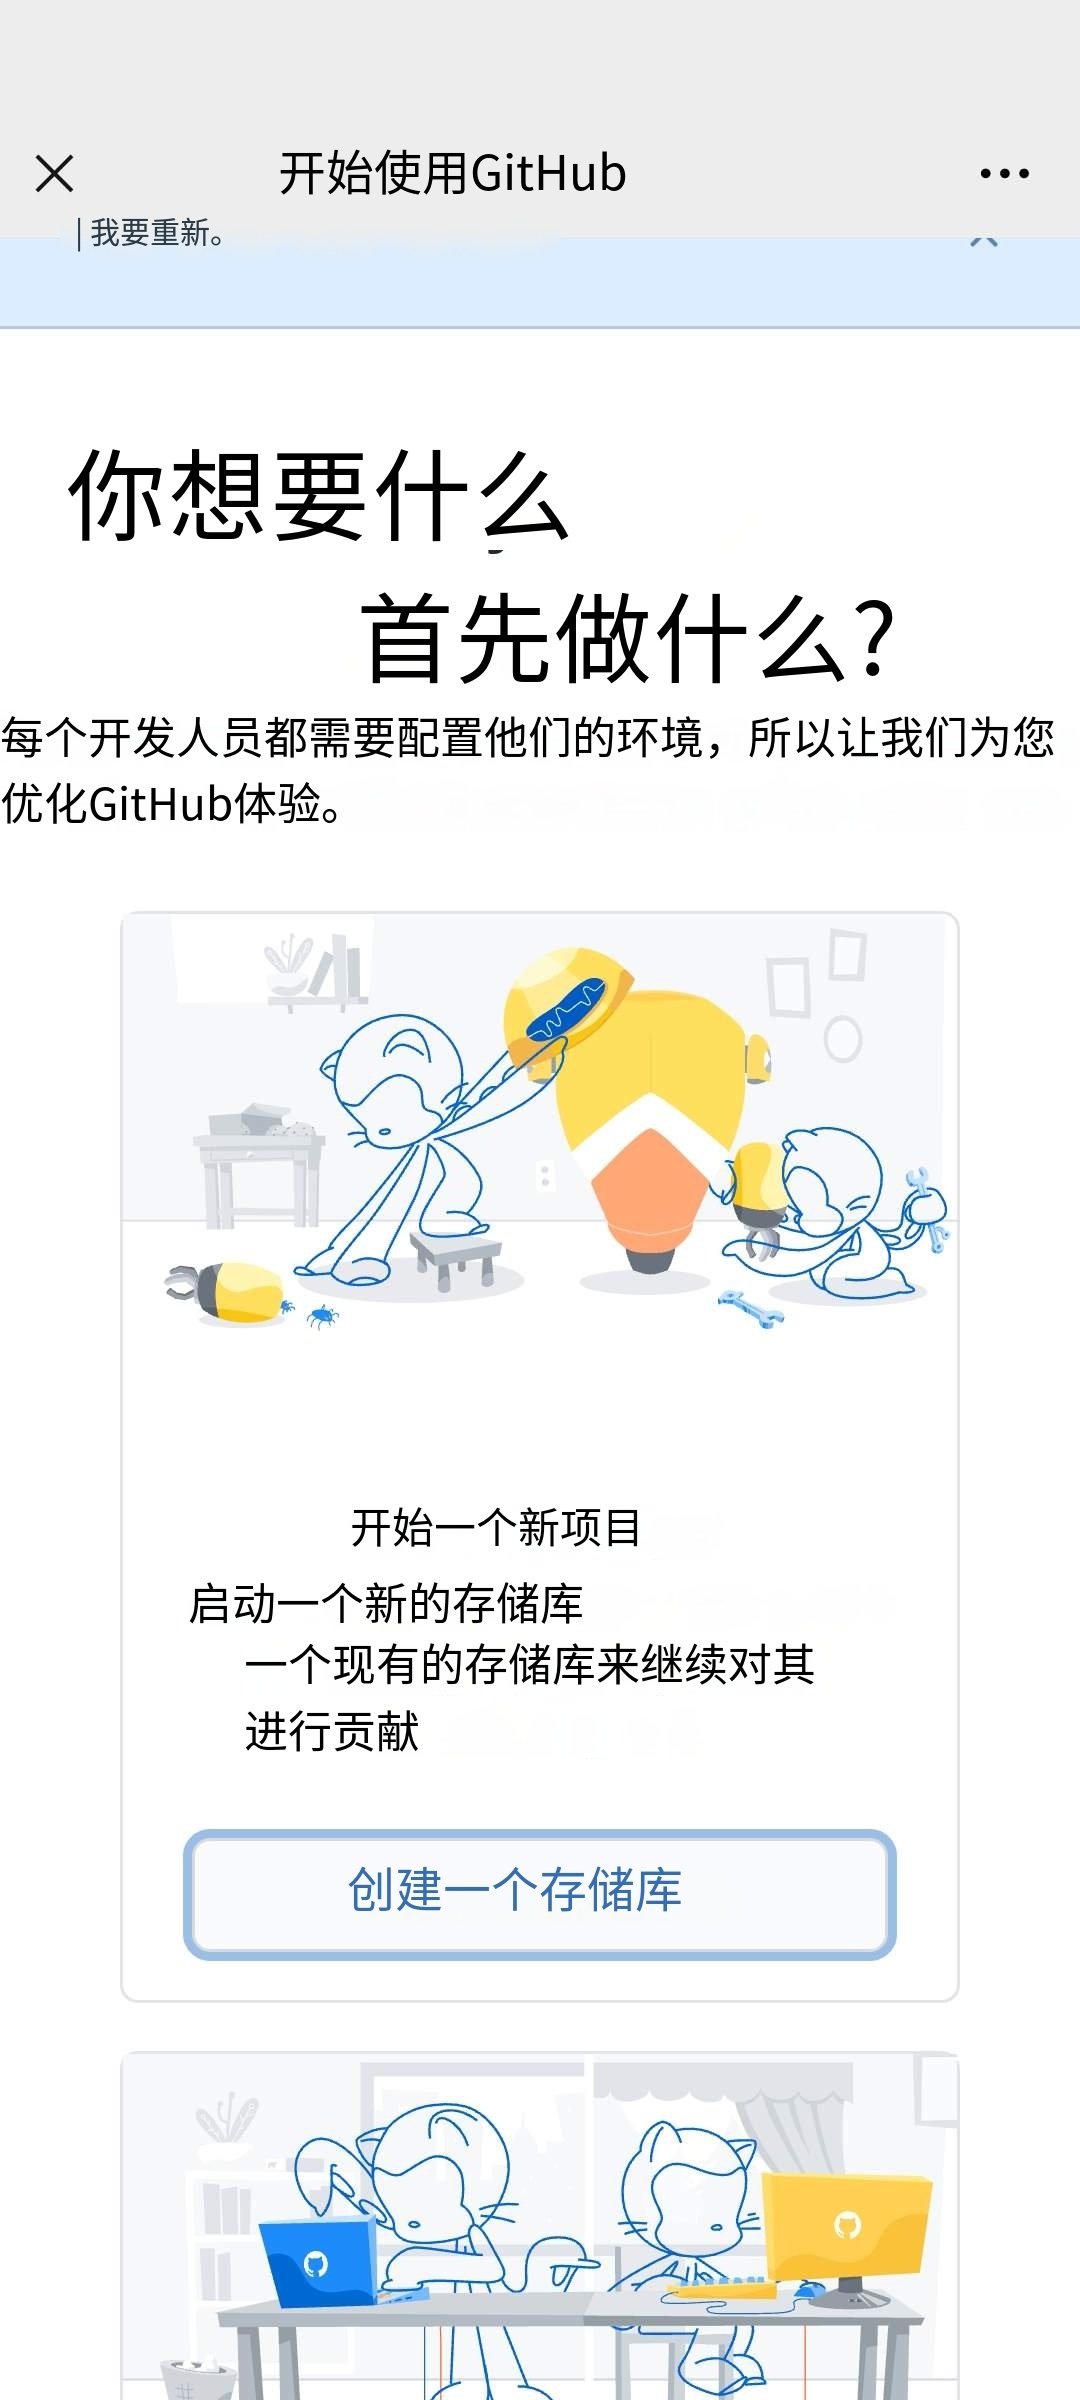 开始使用GitHub
| 我要重新。
你想要什么
首先做什么？
每个开发人员都需要配置他们的环境，所以让我们为您
优化GitHub体验。
开始一个新项目
启动一个新的存储库
一个现有的存储库来继续对其
进行贡献
创建一个存储库